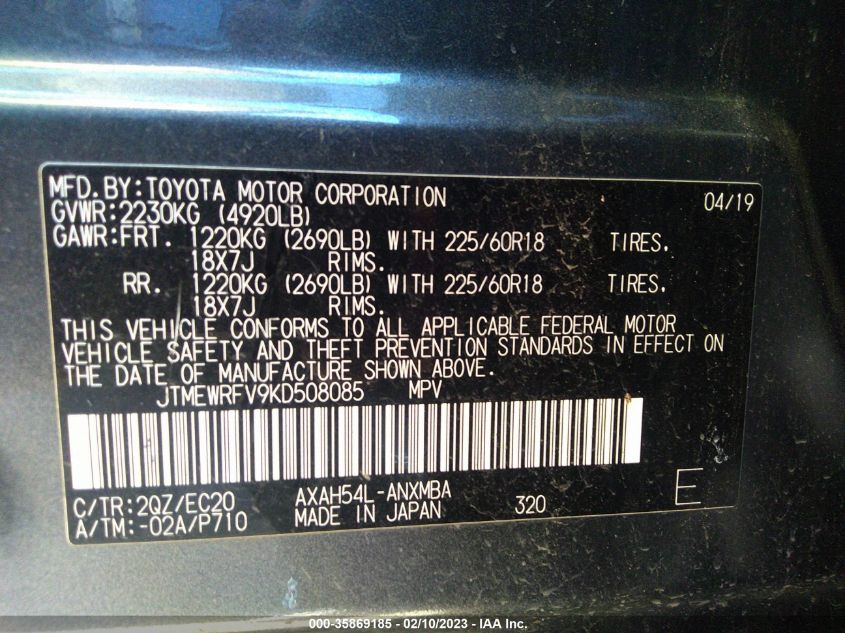 MFD.BY:TOYOTA MOTOR CORPORATION 04/19
GVWR:2230KG (4920LB)
GAWR:FRT. 1220KG (2690LB) WITH 225/60R18 TIRES.
18X7J RIMS.
RR. 1220KG (2690LB) WITH 225/60R18 TIRES.
18X7J RIMS.
THIS VEHICLE CONFORMS TO ALL APPLICABLE FEDERAL MOTOR
VEHICLE SAFETY AND THEFT PREVENTION STANDARDS IN EFFECT ON
THE DATE OF MANUFACTURE SHOWN ABOVE.
JTMEWRFV9KD508085 MPV
C/TR:2QZ/EC20 AXAH54L-ANXMBA
A/TM:-02A/P710 MADE IN JAPAN 320 E
000-35869185 - 02/10/2023 - IAA Inc.